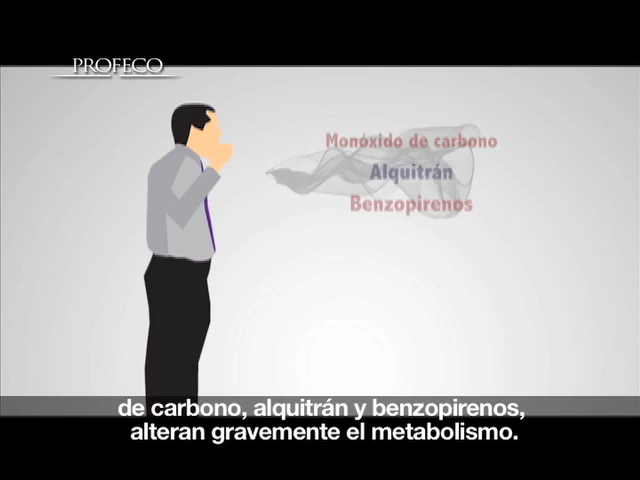 PROFECO
Monóxido de carbono
Alquitrán
Benzopirenos
de carbono, alquitrán y benzopirenos,
alteran gravemente el metabolismo.